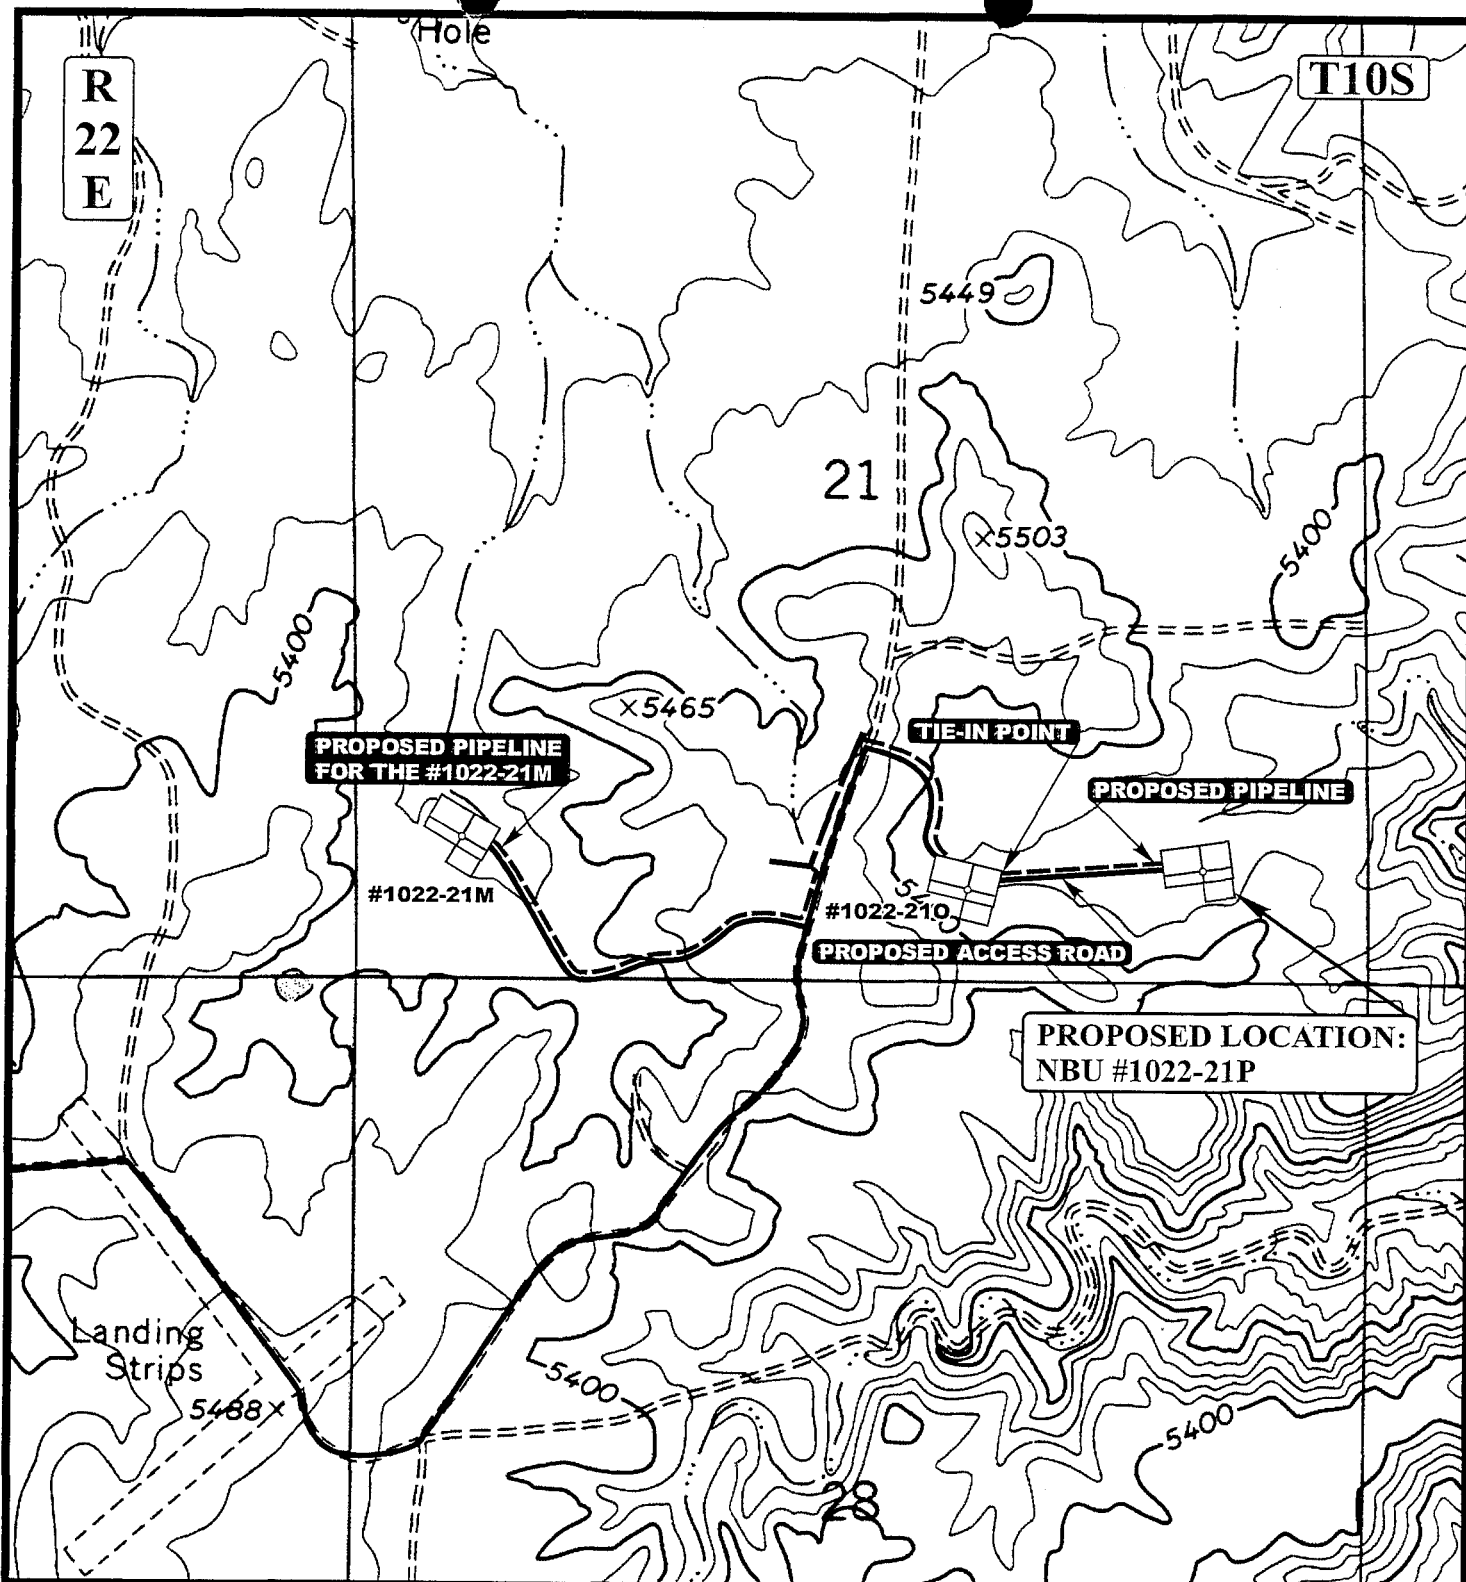 Hole
R
22
E
T10S
5449
21
×5503
5400
5400
×5465
TIE-IN POINT
PROPOSED PIPELINE
FOR THE #1022-21M
PROPOSED PIPELINE
#1022-21M
#1022-21O
5400
PROPOSED ACCESS ROAD
PROPOSED LOCATION:
NBU #1022-21P
Landing
Strips
5488×
5400
5400
28